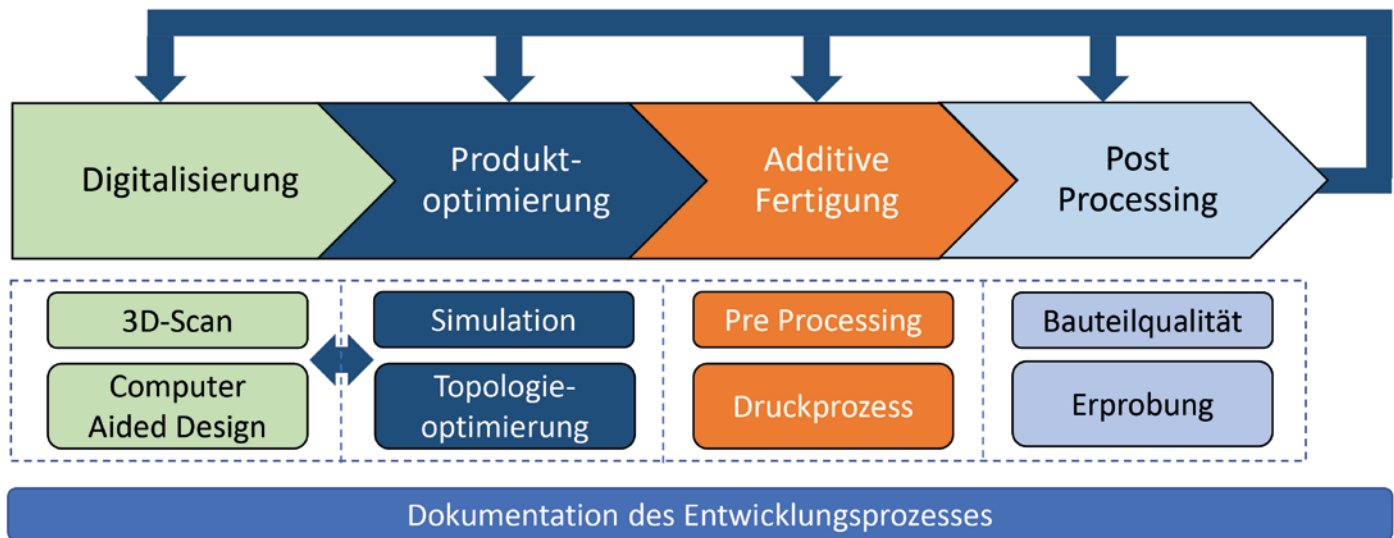 Digitalisierung
Produkt-
optimierung
Additive
Fertigung
Post
Processing
3D-Scan
Computer
Aided Design
Simulation
Topologie-
optimierung
Pre Processing
Druckprozess
Bauteilqualität
Erprobung
Dokumentation des Entwicklungsprozesses